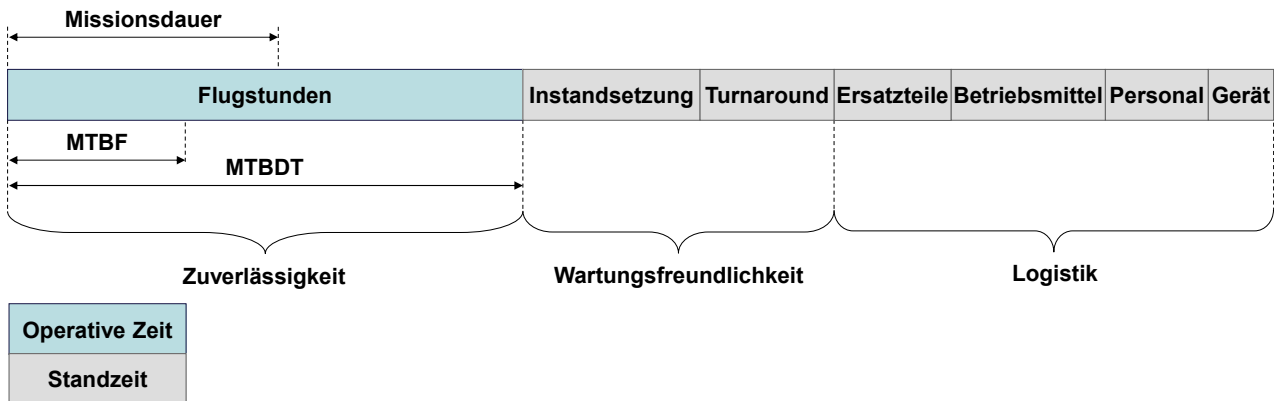 Missionsdauer
Flugstunden Instandsetzung Turnaround Ersatzteile Betriebsmittel Personal Gerät
MTBF
MTBDT
Zuverlässigkeit Wartungsfreundlichkeit Logistik
Operative Zeit
Standzeit